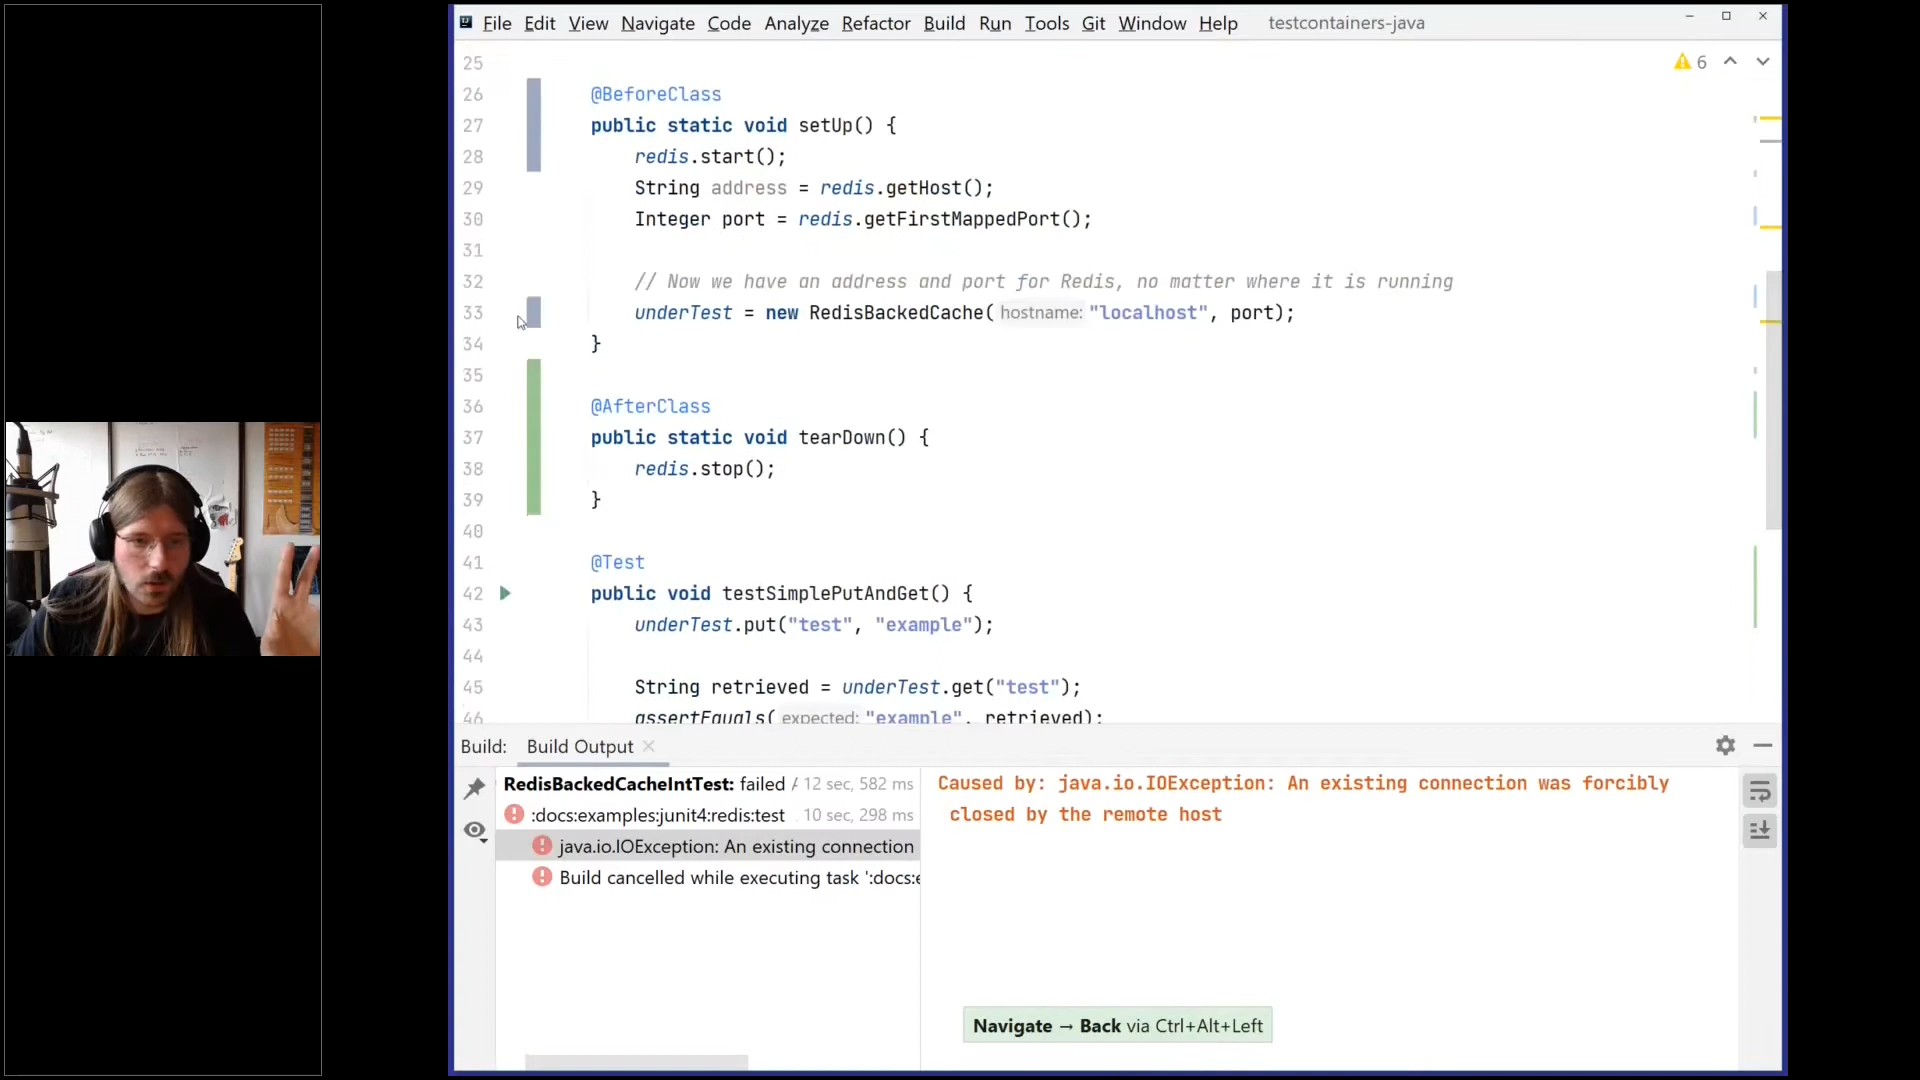 File Edit View Navigate Code Analyze Refactor Build Run Tools Git Window Help testcontainers-java
25
6
26 @BeforeClass
27 public static void setUp() {
28 redis.start();
29 String address = redis.getHost();
30 Integer port = redis.getFirstMappedPort();
31
32 // Now we have an address and port for Redis, no matter where it is running
33 underTest = new RedisBackedCache( hostname: "localhost", port);
34 }
35
36 @AfterClass
37 public static void tearDown() {
38 redis.stop();
39 }
40
41 @Test
42 public void testSimplePutAndGet() {
43 underTest.put("test", "example");
44
45 String retrieved = underTest.get("test");
46 assertEquals( expected: "example", retrieved);
Build: Build Output
RedisBackedCacheIntTest: failed 12 sec, 582 ms
:docs:examples:junit4:redis:test 10 sec, 298 ms
java.io.IOException: An existing connection
Build cancelled while executing task ':docs:e
Caused by: java.io.IOException: An existing connection was forcibly
closed by the remote host
Navigate → Back via Ctrl+Alt+Left